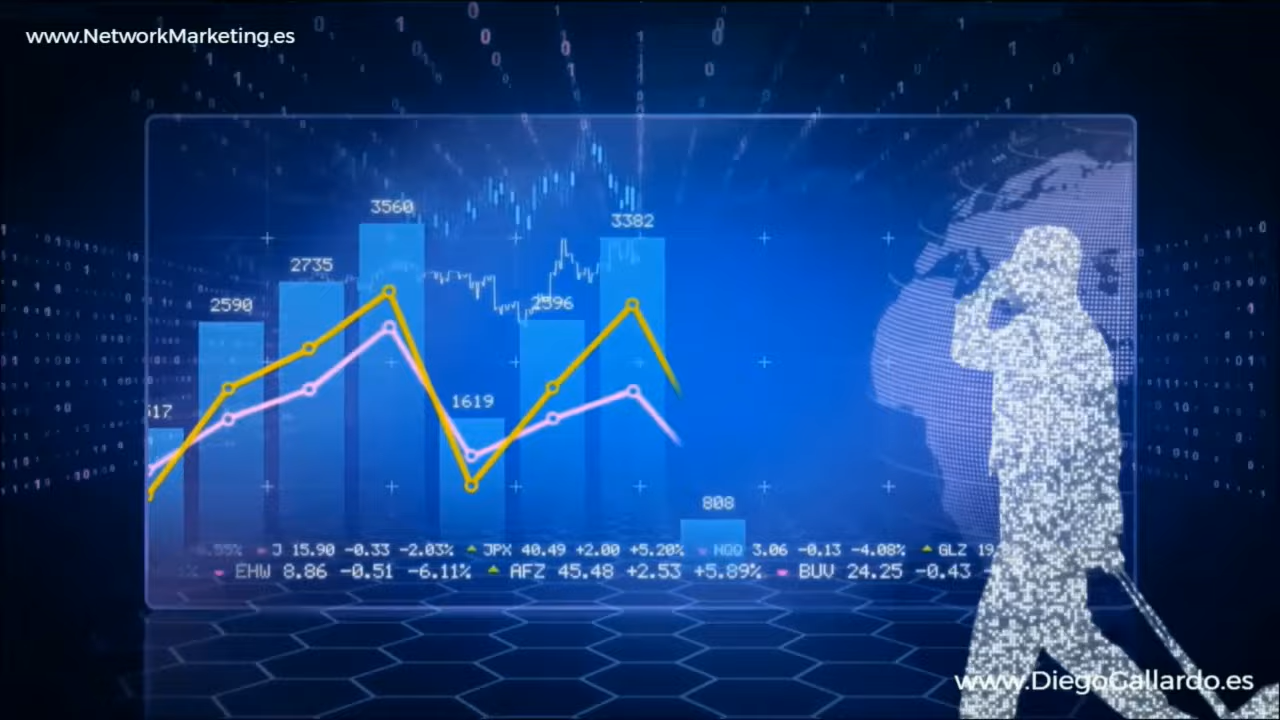 www.NetworkMarketing.es
3560
3382
2735
2590
2596
1619
808
J 15.90 -0.33 -2.03% JPX 40.49 +2.00 +5.20% 3.06 -0.13 -4.08% GLZ
EHW 8.86 -0.51 -6.11% AFZ 45.48 +2.53 +5.89% BUV 24.25 -0.43
www.DiegoGallardo.es